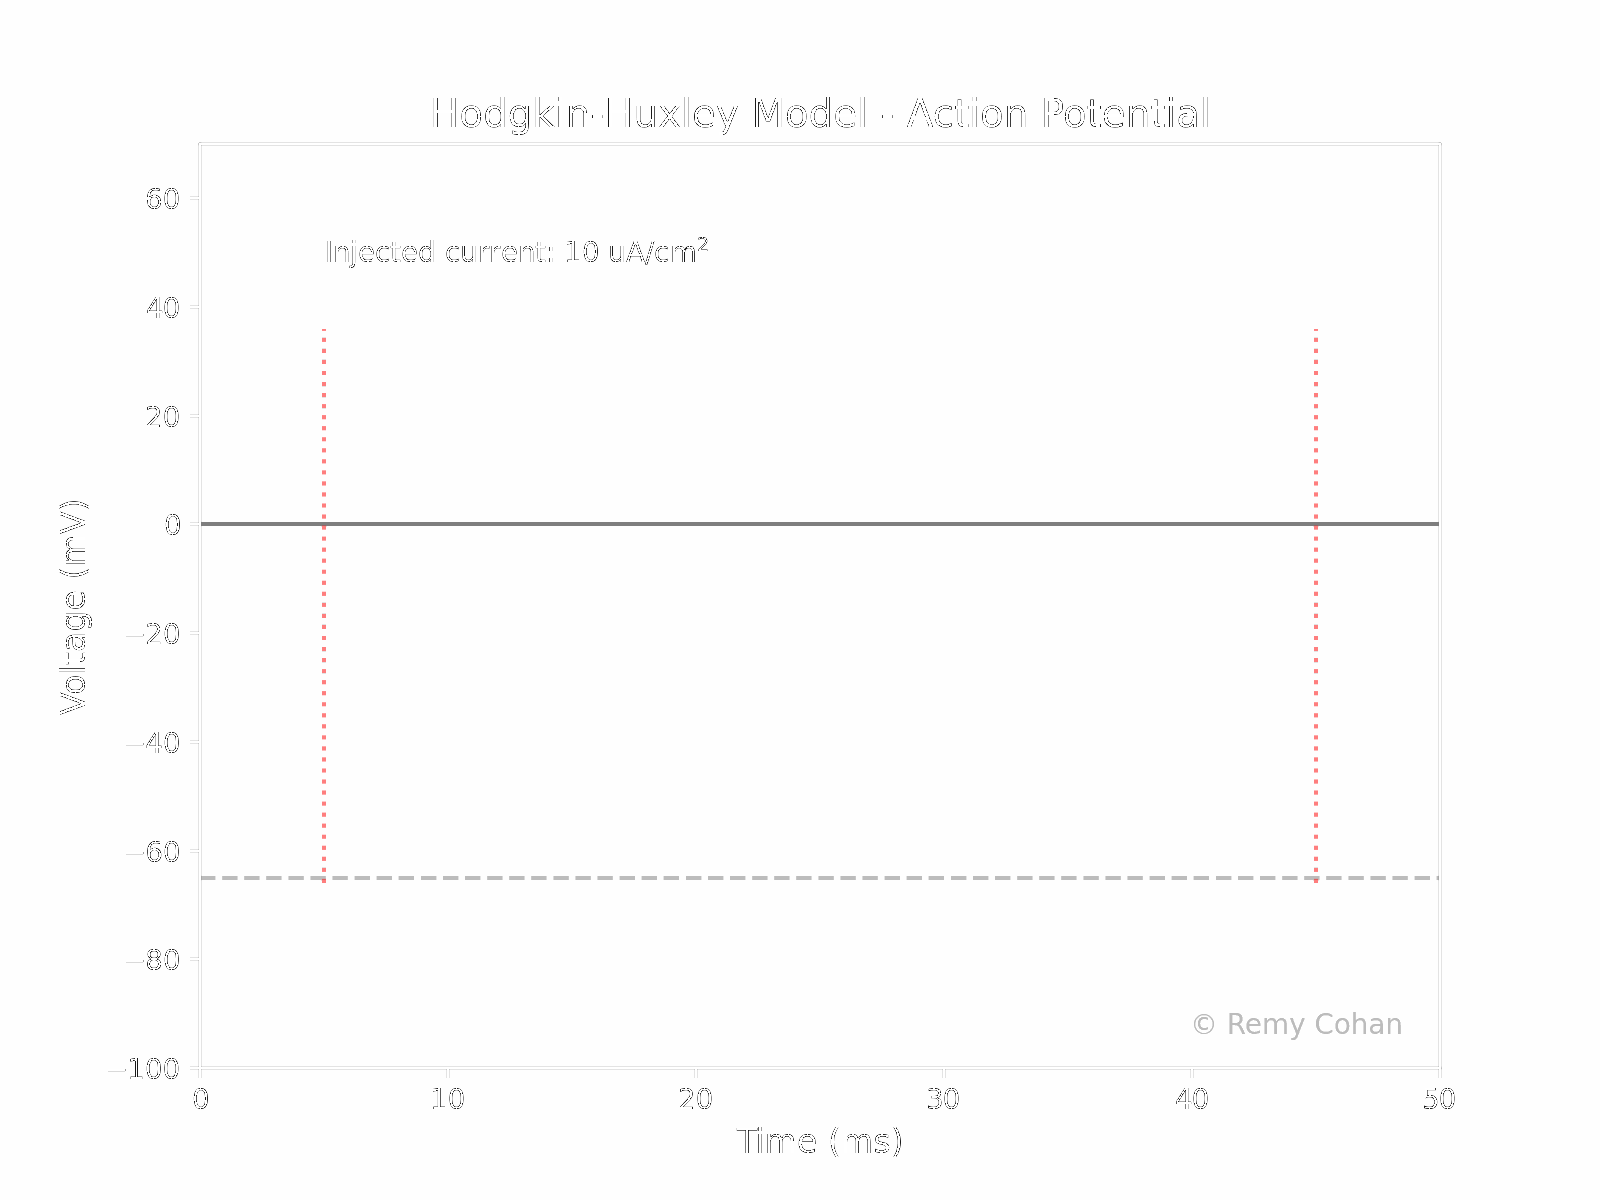 Hodgkin-Huxley Model - Action Potential
60
Injected current: 10 uA/cm²
40
20
0
−20
−40
−60
−80
−100
Voltage (mV)
© Remy Cohan
0 10 20 30 40 50
Time (ms)